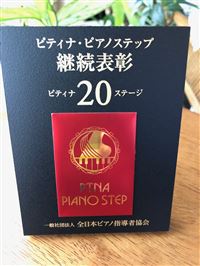 ピティナ・ピアノステップ
継続表彰
ピティナ 20 ステージ
PTNA
PIANO STEP
一般社団法人 全日本ピアノ指導者協会